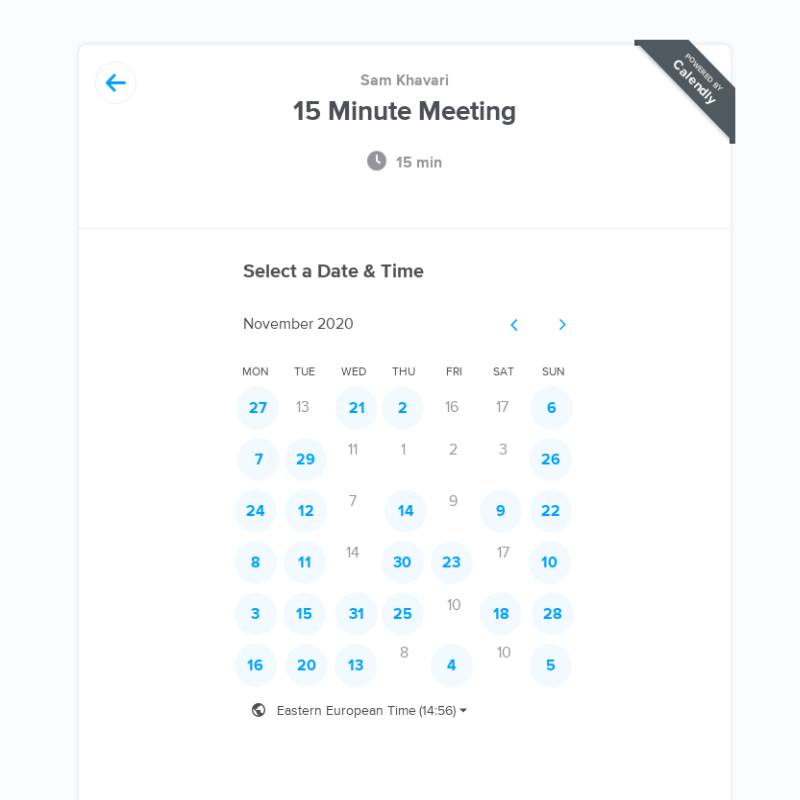 Sam Khavari
POWERED BY
Calendly
15 Minute Meeting
15 min
Select a Date & Time
November 2020
MON TUE WED THU FRI SAT SUN
27 13 21 2 16 17 6
7 29 11 1 2 3 26
24 12 7 14 9 9 22
8 11 14 30 23 17 10
3 15 31 25 10 18 28
16 20 13 8 4 10 5
Eastern European Time (14:56)